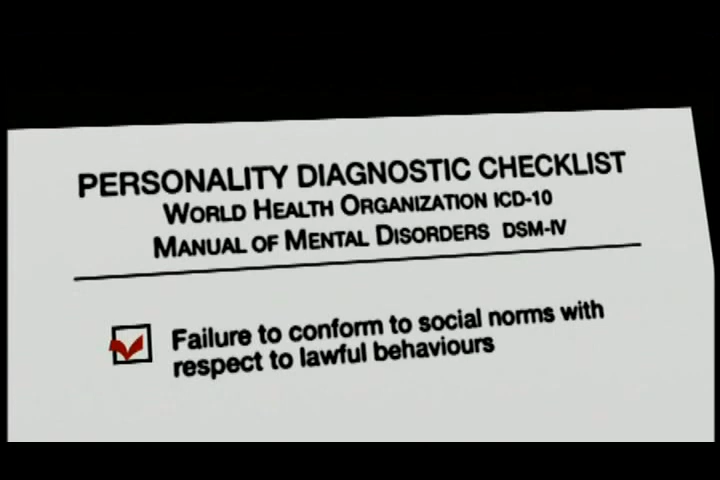 PERSONALITY DIAGNOSTIC CHECKLIST
WORLD HEALTH ORGANIZATION ICD-10
MANUAL OF MENTAL DISORDERS DSM-IV
Failure to conform to social norms with
respect to lawful behaviours